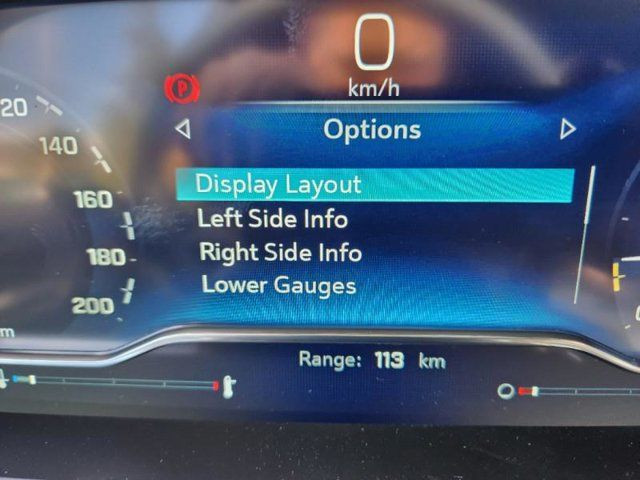 0
km/h
P
Options
120
140
160
180
200
Display Layout
Left Side Info
Right Side Info
Lower Gauges
Range: 113 km